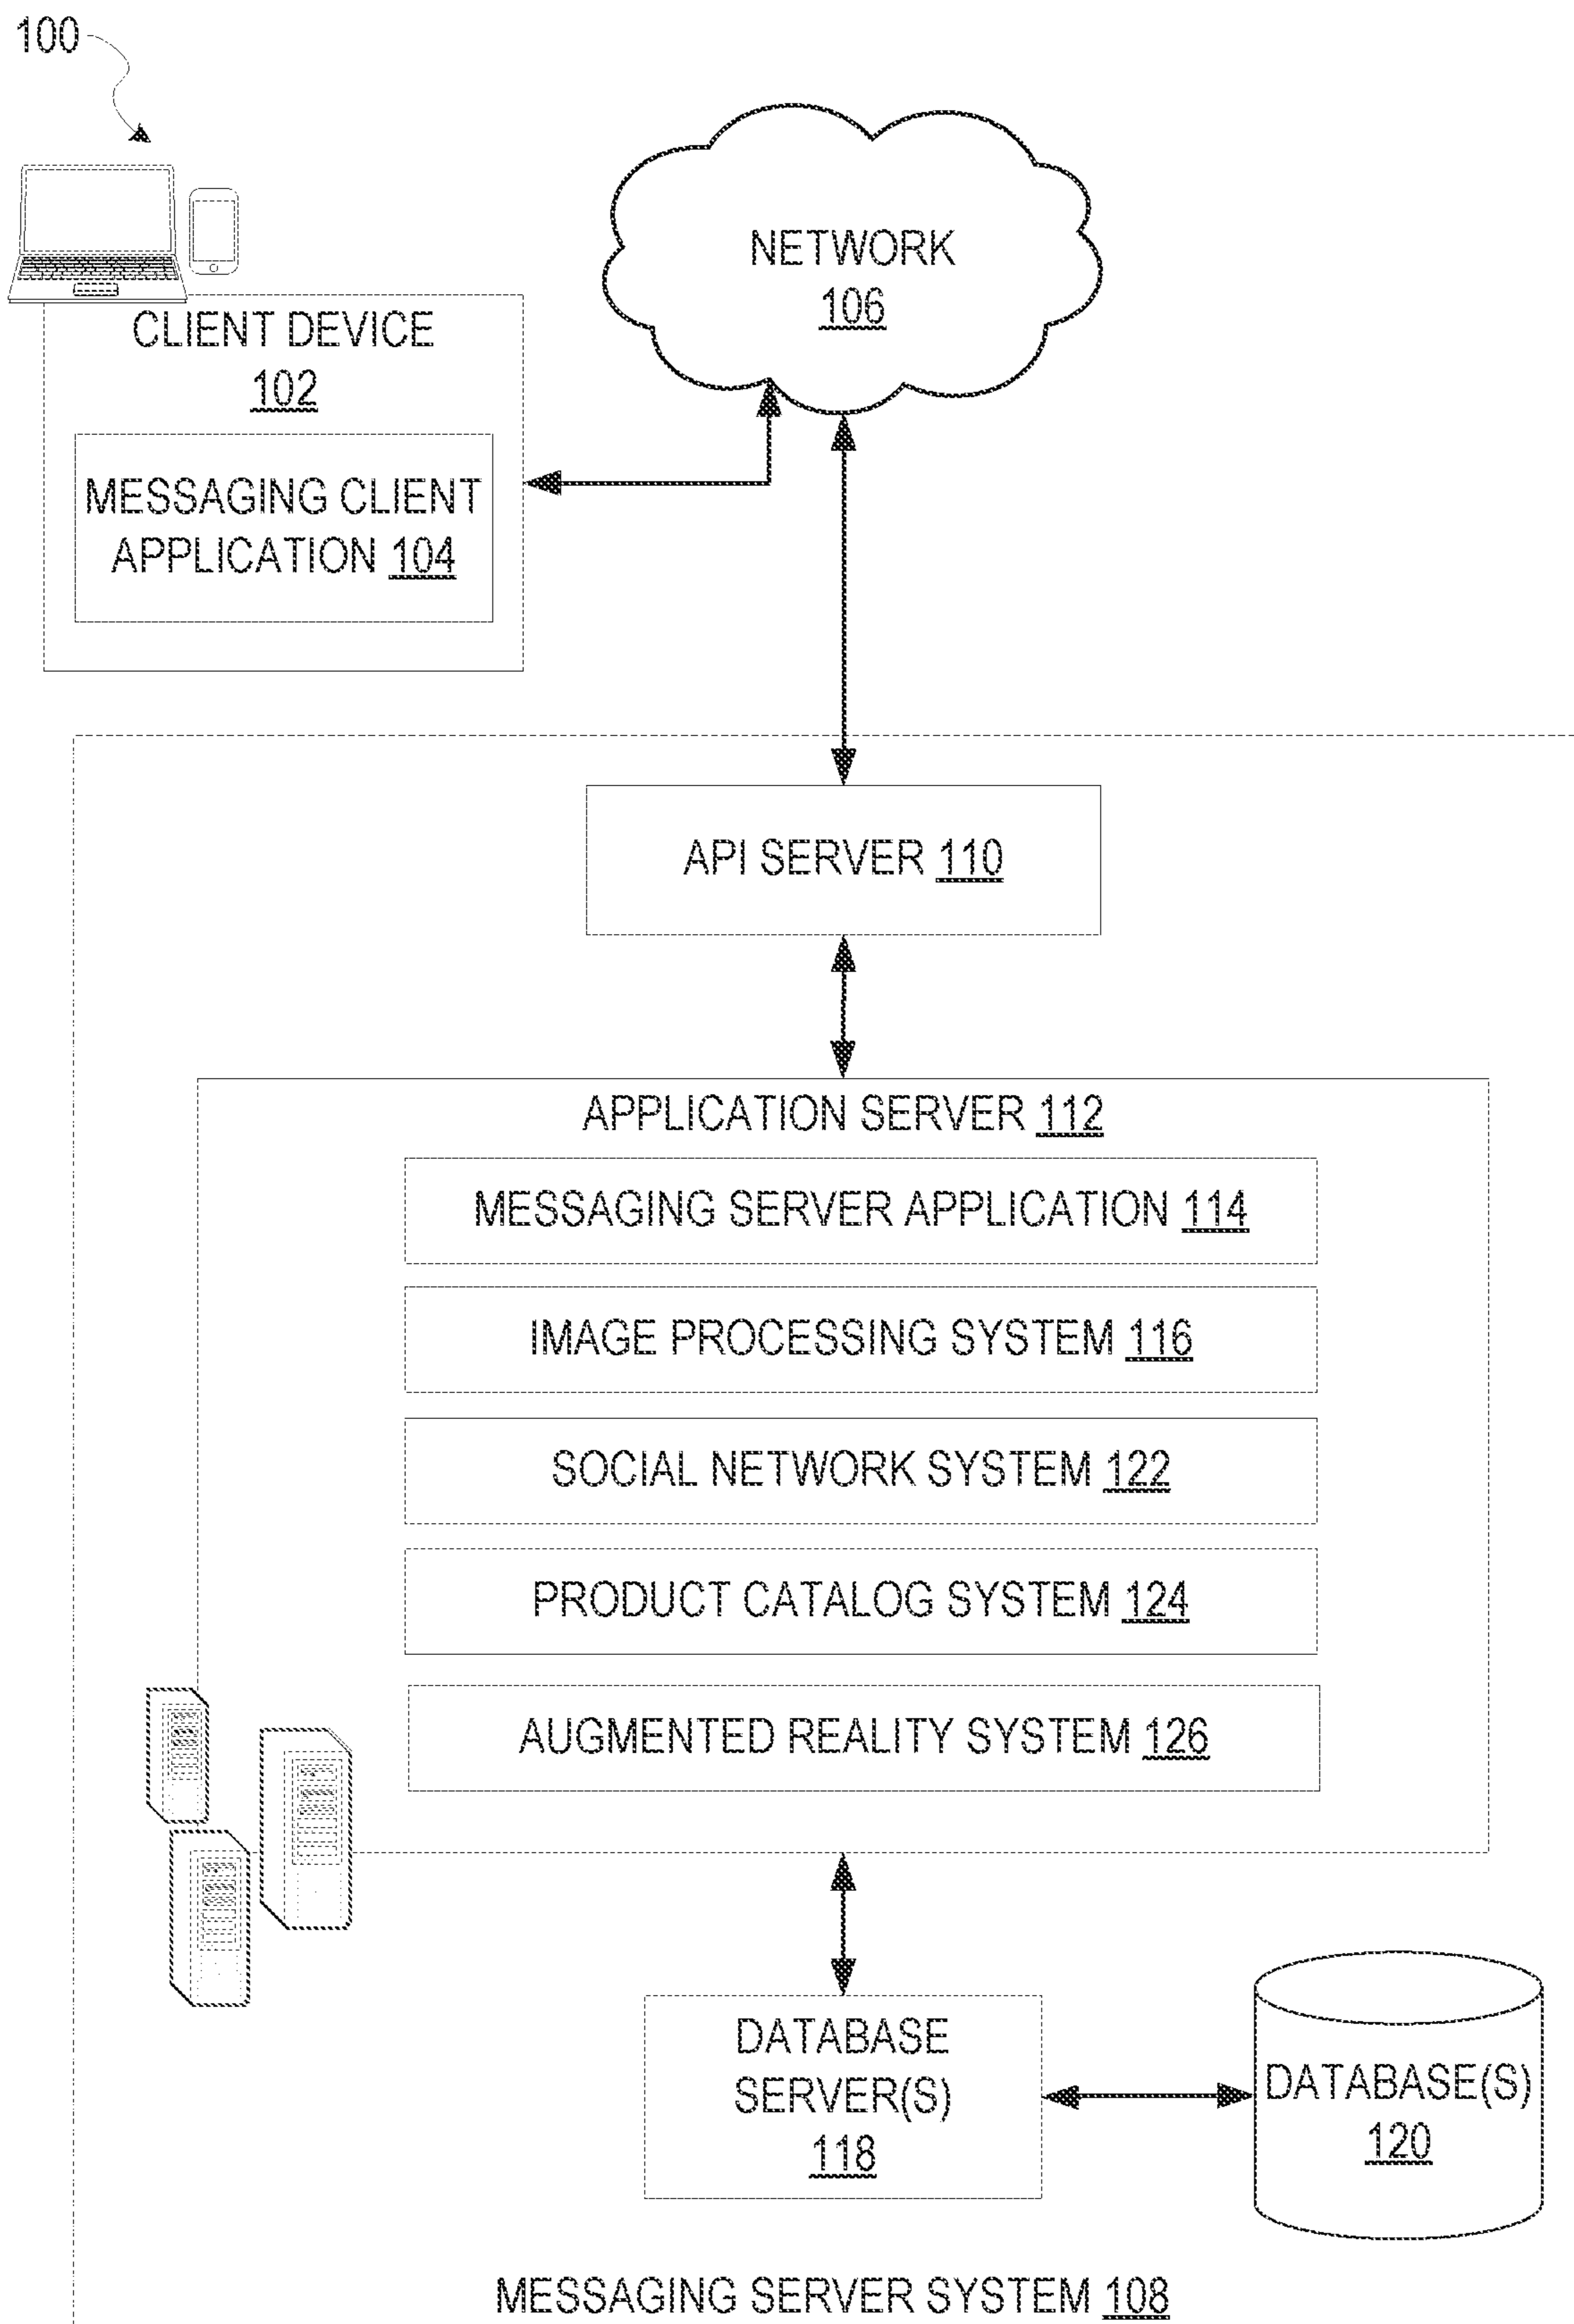 100
NETWORK
106
CLIENT DEVICE
102
MESSAGING CLIENT
APPLICATION 104
API SERVER 110
APPLICATION SERVER 112
MESSAGING SERVER APPLICATION 114
IMAGE PROCESSING SYSTEM 116
SOCIAL NETWORK SYSTEM 122
PRODUCT CATALOG SYSTEM 124
AUGMENTED REALITY SYSTEM 126
DATABASE
SERVER(S)
118
DATABASE(S)
120
MESSAGING SERVER SYSTEM 108